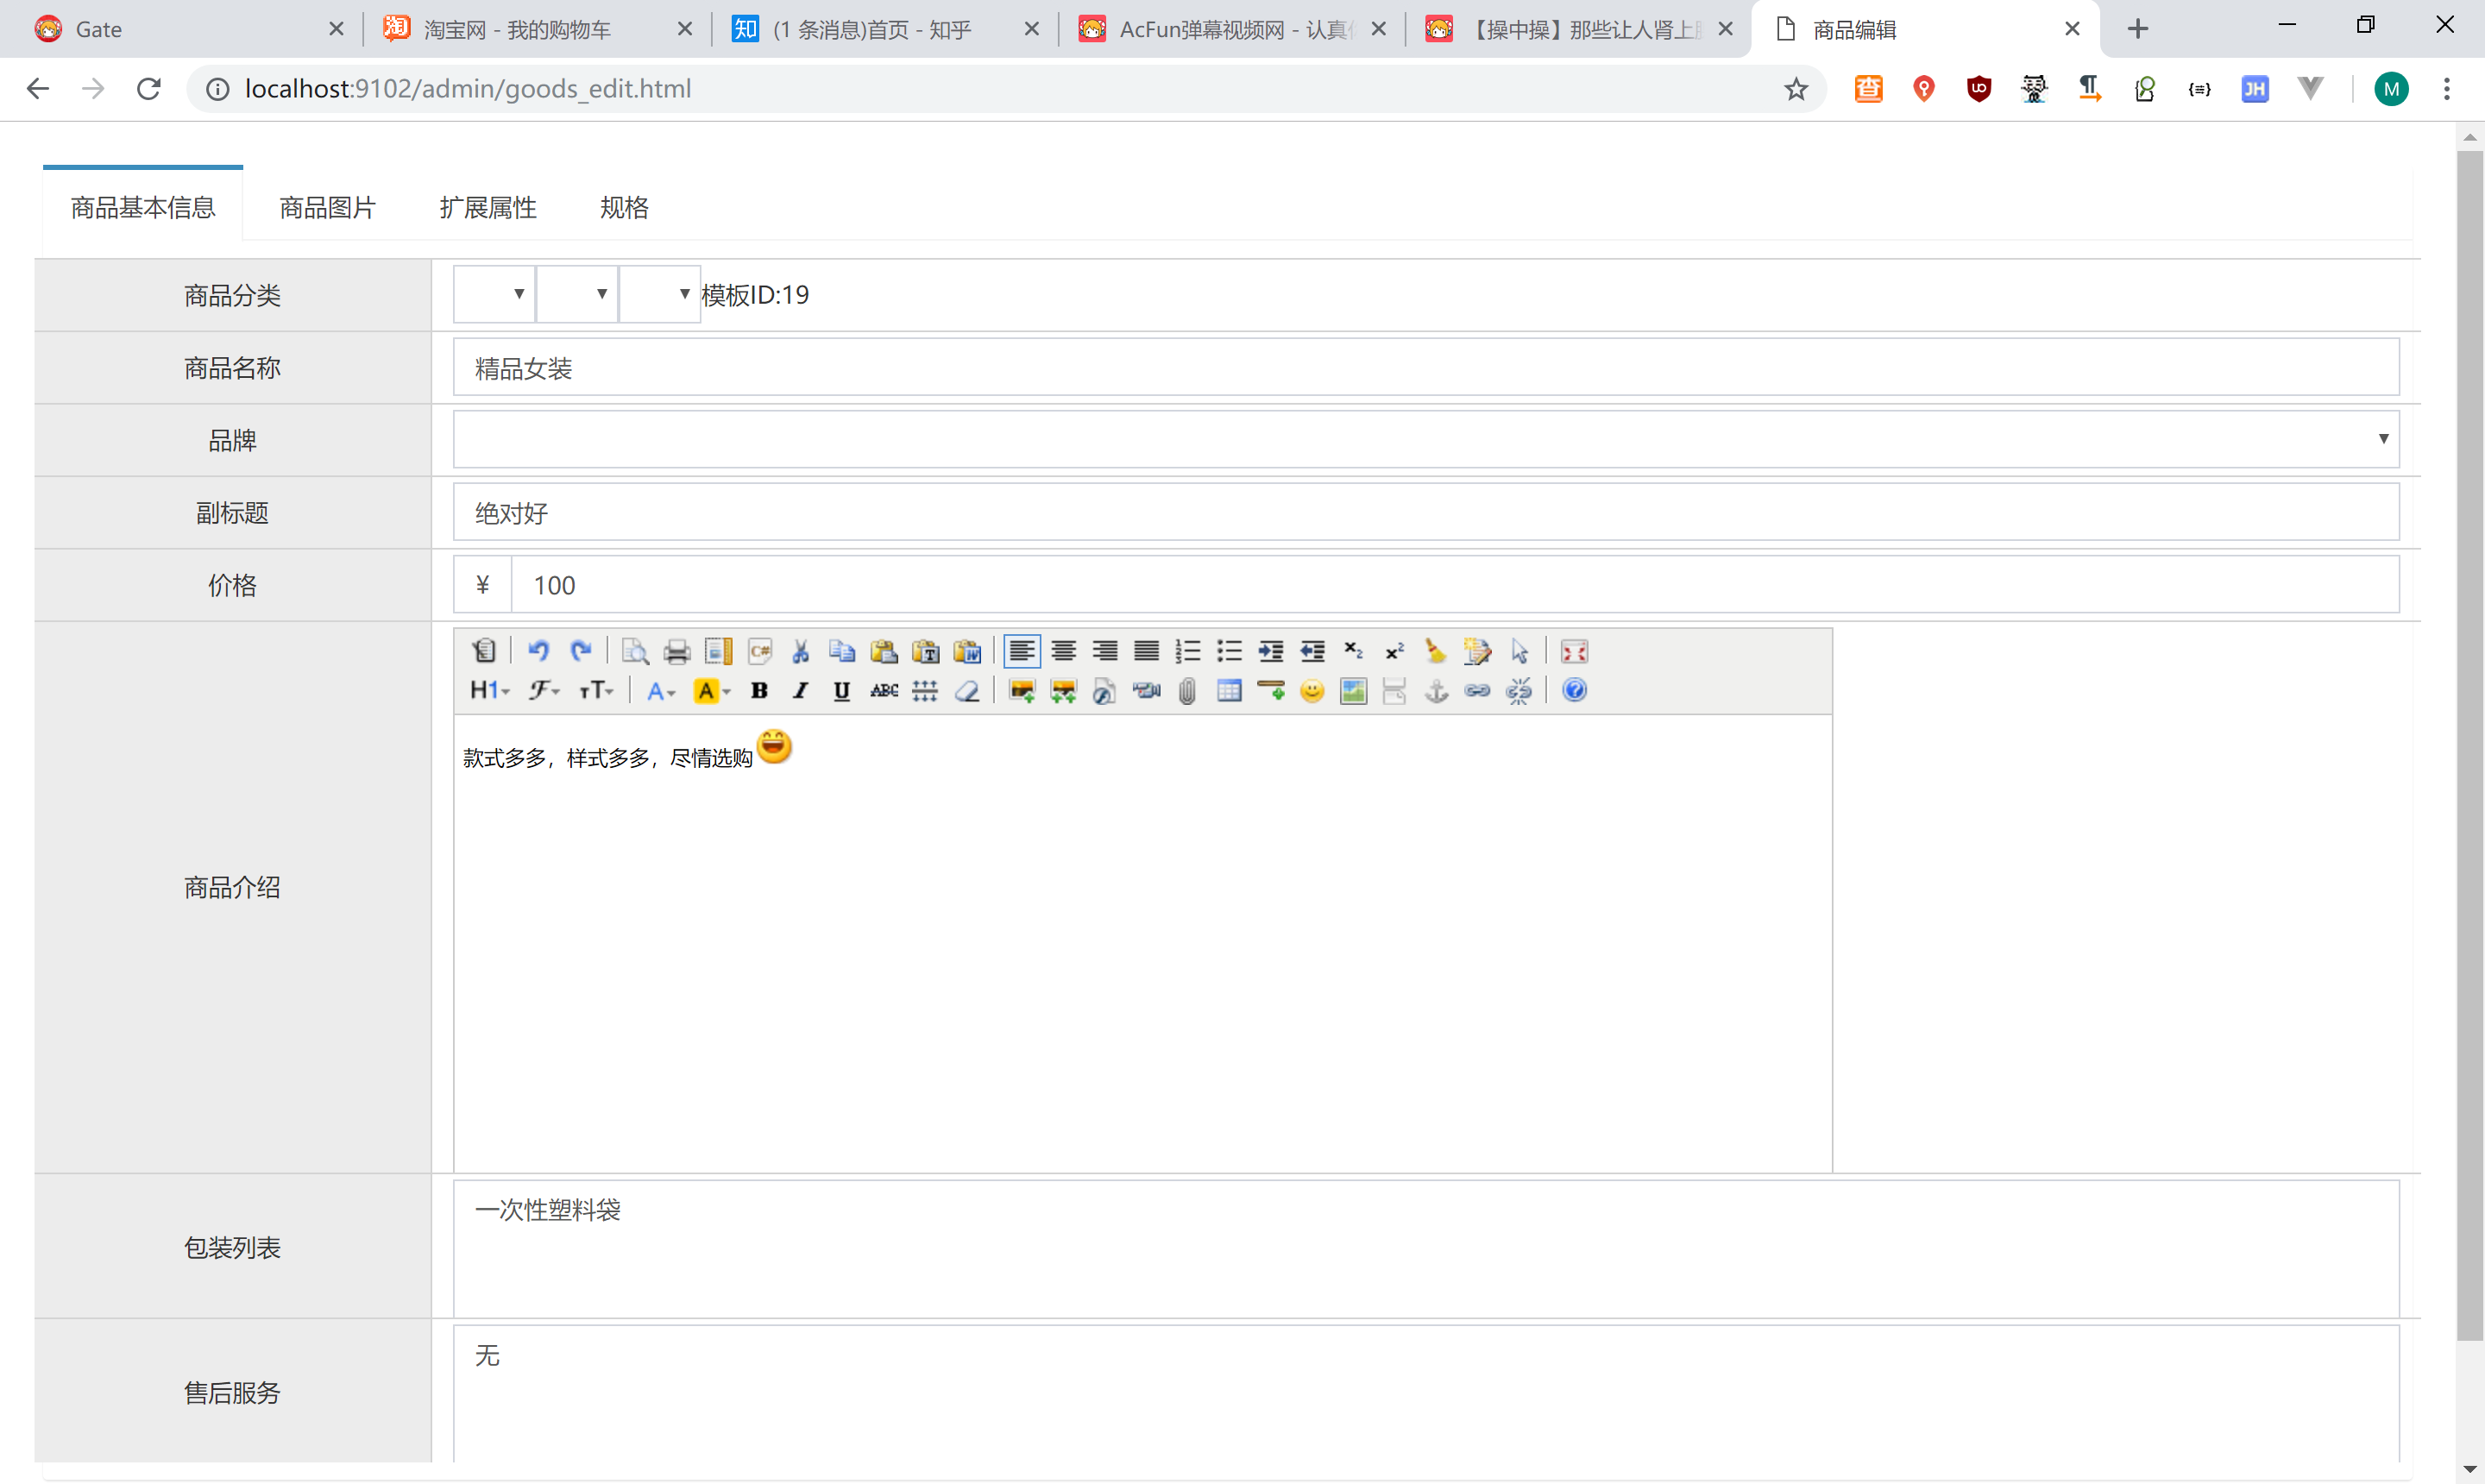 Gate
淘宝网 - 我的购物车
(1 条消息)首页 - 知乎
AcFun弹幕视频网 - 认真
【操中操】那些让人肾上
商品编辑
localhost:9102/admin/goods_edit.html
M
商品基本信息 商品图片 扩展属性 规格
商品分类 模板ID:19
商品名称 精品女装
品牌
副标题 绝对好
价格 ¥ 100
款式多多，样式多多，尽情选购
商品介绍
一次性塑料袋
包装列表
无
售后服务